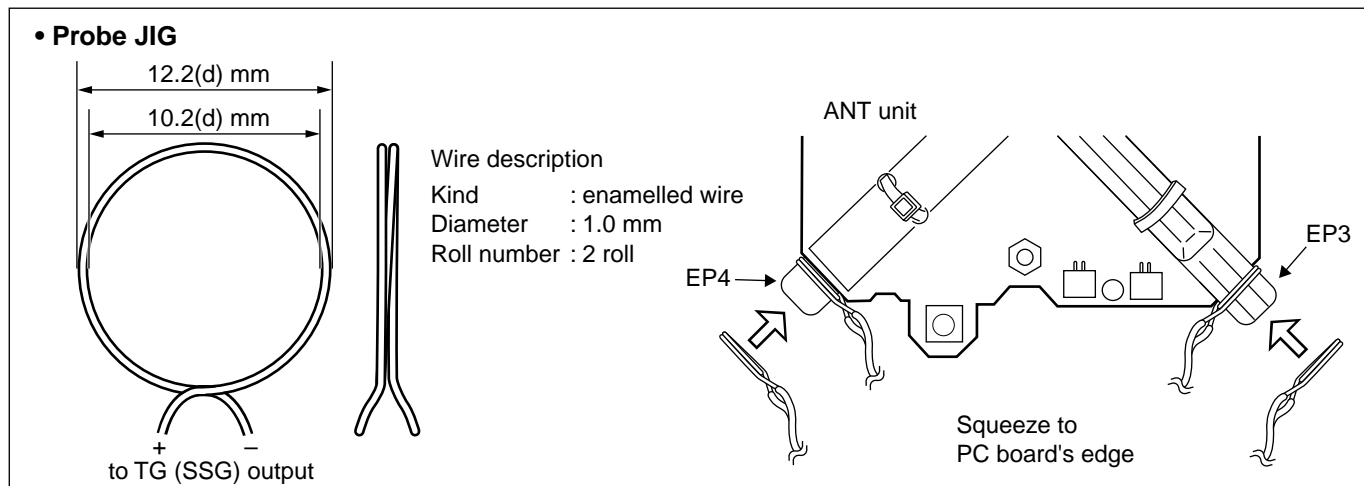 • Probe JIG
12.2(d) mm
10.2(d) mm
+ –
to TG (SSG) output
Wire description
Kind : enamelled wire
Diameter : 1.0 mm
Roll number : 2 roll
ANT unit
EP4
EP3
Squeeze to
PC board's edge